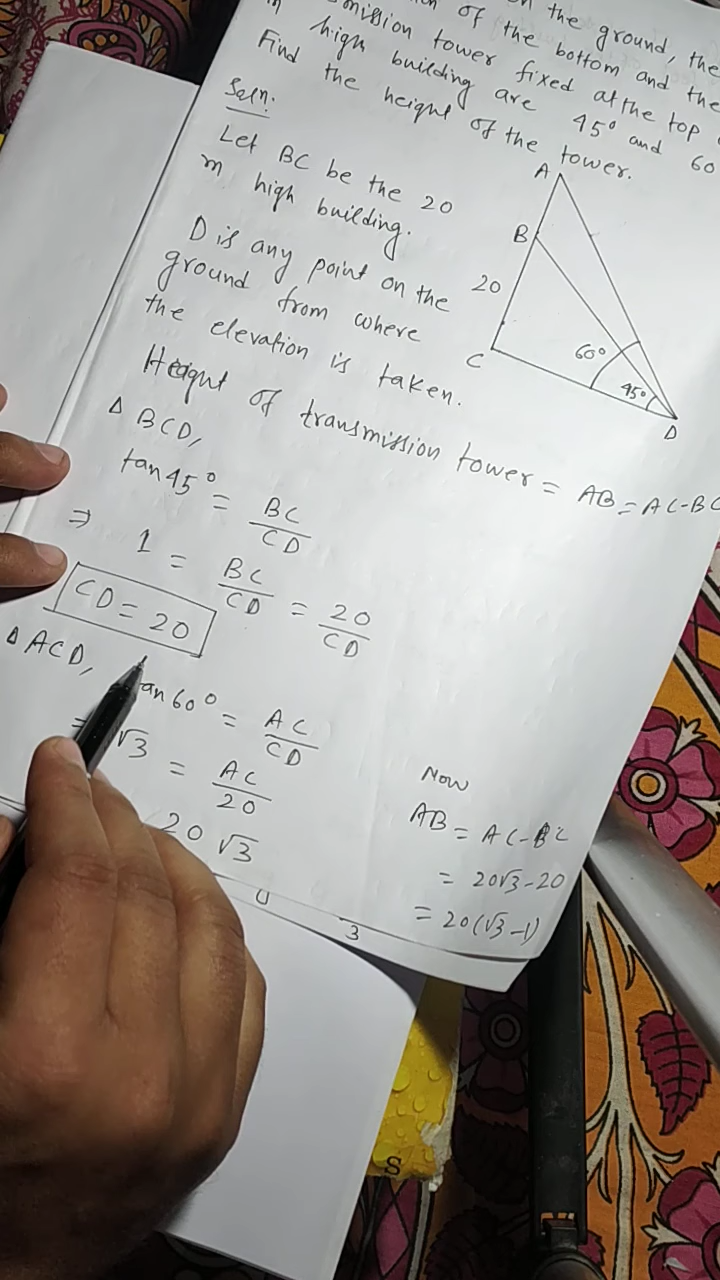 on the ground, the
of the bottom and the
mission tower fixed at the top
m high building are 45° and 60
Find the height of the tower.
Soln:
Let BC be the 20
m high building.
D is any point on the
ground from where
the elevation is taken.
A
B
20
C
60°
45°
D
Height of transmission tower = AB = AC-BC
Δ BCD,
tan 45° = BC/CD
⇒ 1 = BC/CD = 20/CD
CD = 20
Δ ACD, tan 60° = AC/CD
= √3 = AC/20
20 √3
Now
AB = AC-BC
= 20√3-20
= 20(√3-1)
3
S